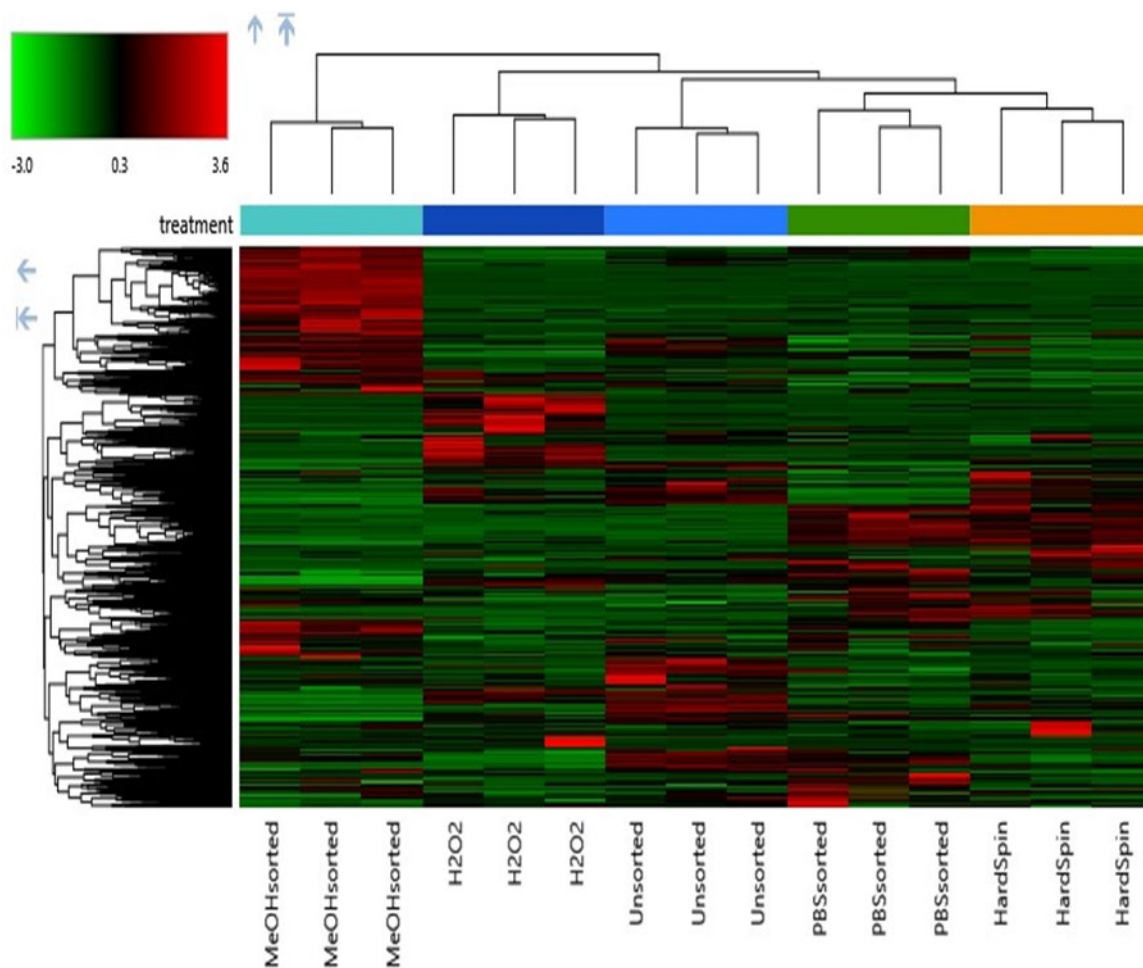 -3.0 0.3 3.6
treatment
MeOHsorted MeOHsorted MeOHsorted H2O2 H2O2 H2O2 Unsorted Unsorted Unsorted PBSsorted PBSsorted PBSsorted HardSpin HardSpin HardSpin